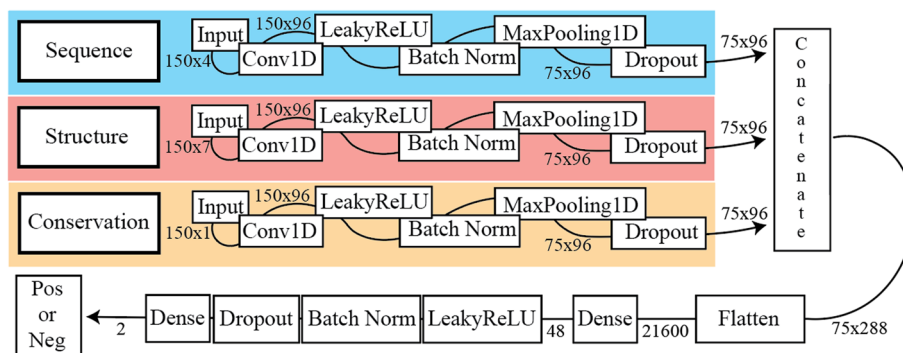 Sequence
Input
150x4
Conv1D
150x96
LeakyReLU
Batch Norm
MaxPooling1D
75x96
Dropout
75x96
Structure
Input
150x7
Conv1D
150x96
LeakyReLU
Batch Norm
MaxPooling1D
75x96
Dropout
75x96
Conservation
Input
150x1
Conv1D
150x96
LeakyReLU
Batch Norm
MaxPooling1D
75x96
Dropout
75x96
Concatenate
75x288
Flatten
21600
Dense
48
LeakyReLU
Batch Norm
Dropout
Dense
2
Pos
or
Neg